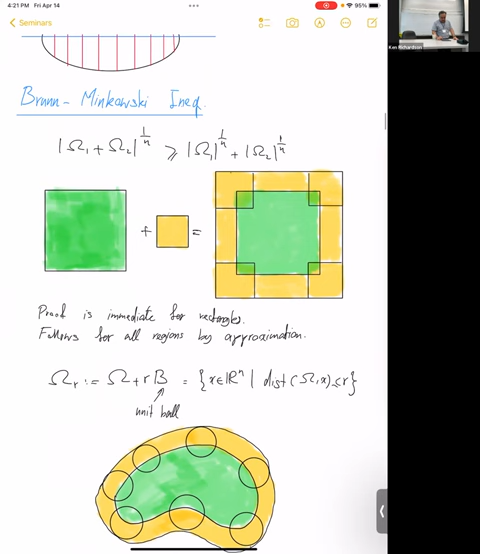 4:21 PM Fri Apr 14
95%
Seminars
Ken Richardson
Brunn-Minkowski Ineq.
|Ω₁ + Ω₂|^{1/n} ≥ |Ω₁|^{1/n} + |Ω₂|^{1/n}
+ =
Proof is immediate for rectangles.
Follows for all regions by approximation.
Ω_r := Ω + rB = {x∈ℝⁿ | dist(Ω,x) ≤ r}
unit ball